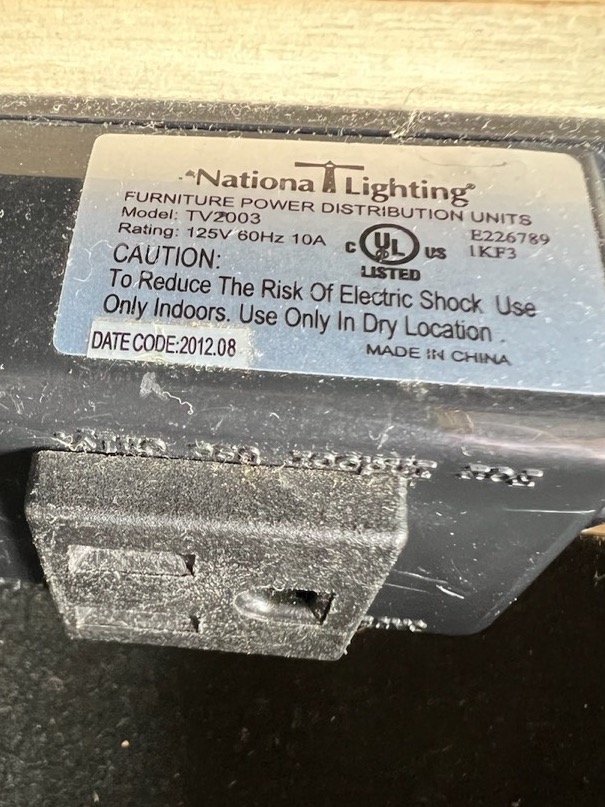 National Lighting®
FURNITURE POWER DISTRIBUTION UNITS
Model: TV2003
Rating: 125V 60Hz 10A
C UL US
LISTED
E226789
1KF3
CAUTION:
To Reduce The Risk Of Electric Shock Use
Only Indoors. Use Only In Dry Location.
DATE CODE:2012.08
MADE IN CHINA